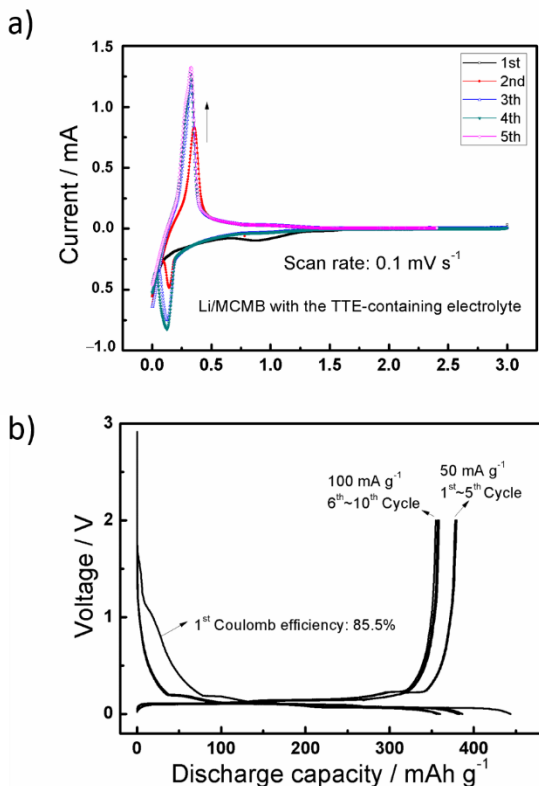 a)
1st
2nd
3th
4th
5th
Current / mA
1.5
1.0
0.5
0.0
0.5
−1.0
Scan rate: 0.1 mV s⁻¹
Li/MCMB with the TTE-containing electrolyte
0.0 0.5 1.0 1.5 2.0 2.5 3.0
b)
Voltage / V
3
2
1
0
100 mA g⁻¹
6ᵗʰ~10ᵗʰ Cycle
50 mA g⁻¹
1ˢᵗ~5ᵗʰ Cycle
1ˢᵗ Coulomb efficiency: 85.5%
0 100 200 300 400
Discharge capacity / mAh g⁻¹